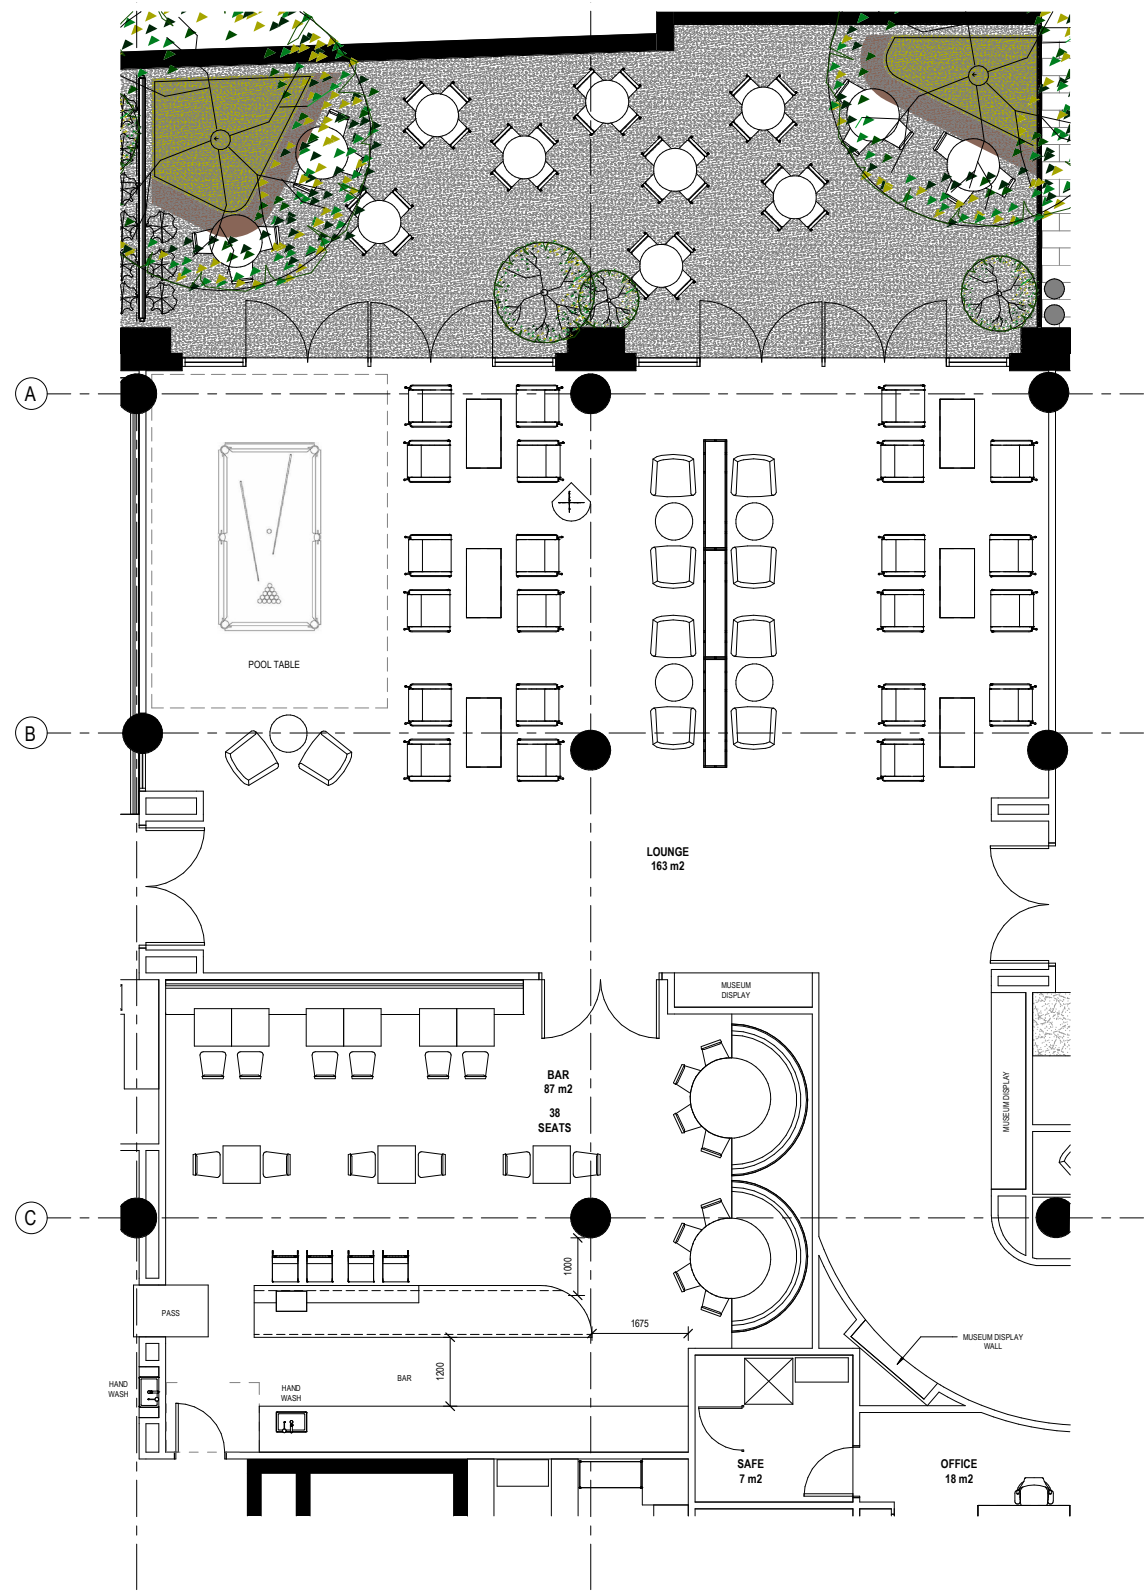 A
POOL TABLE
B
LOUNGE
163 m2
MUSEUM
DISPLAY
BAR
87 m2
38
SEATS
MUSEUM DISPLAY
C
1000
PASS
1675
MUSEUM DISPLAY
WALL
1200
BAR
HAND
WASH
HAND
WASH
SAFE
7 m2
OFFICE
18 m2